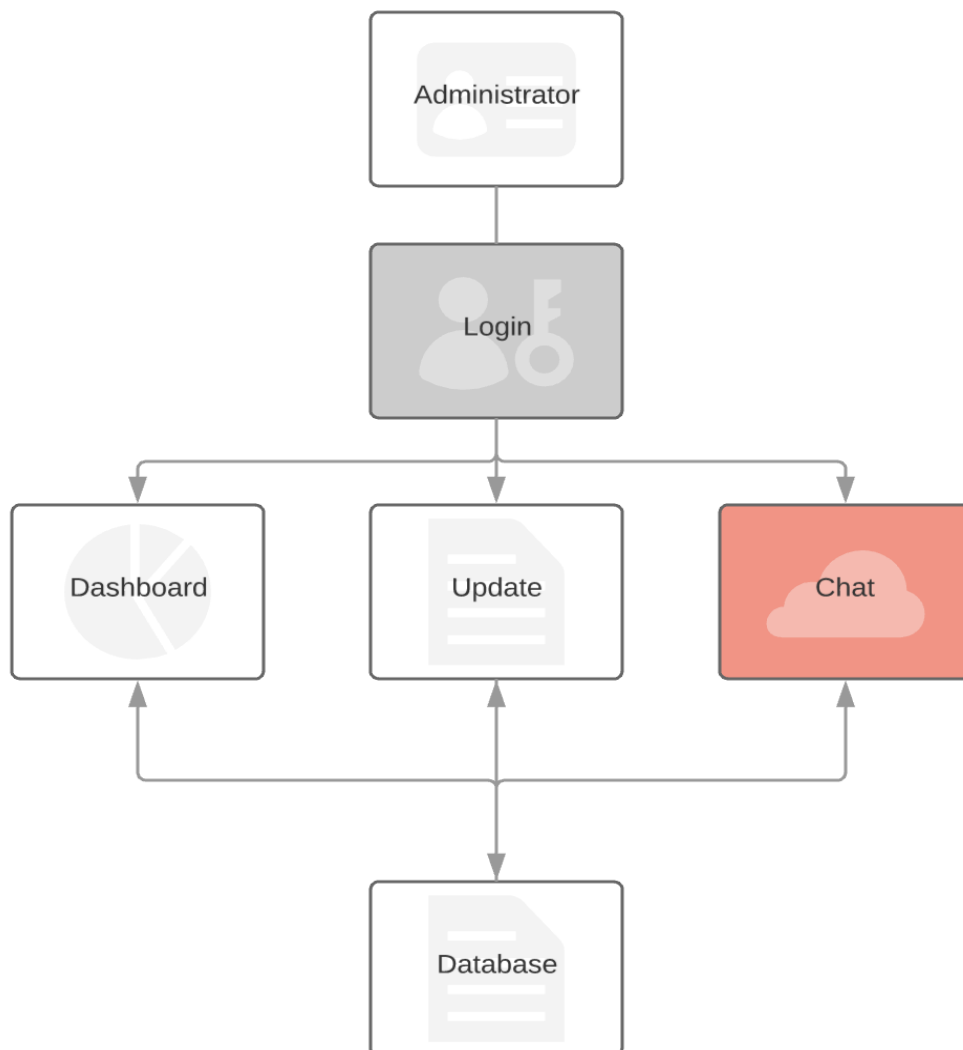 Administrator
Login
Dashboard
Update
Chat
Database